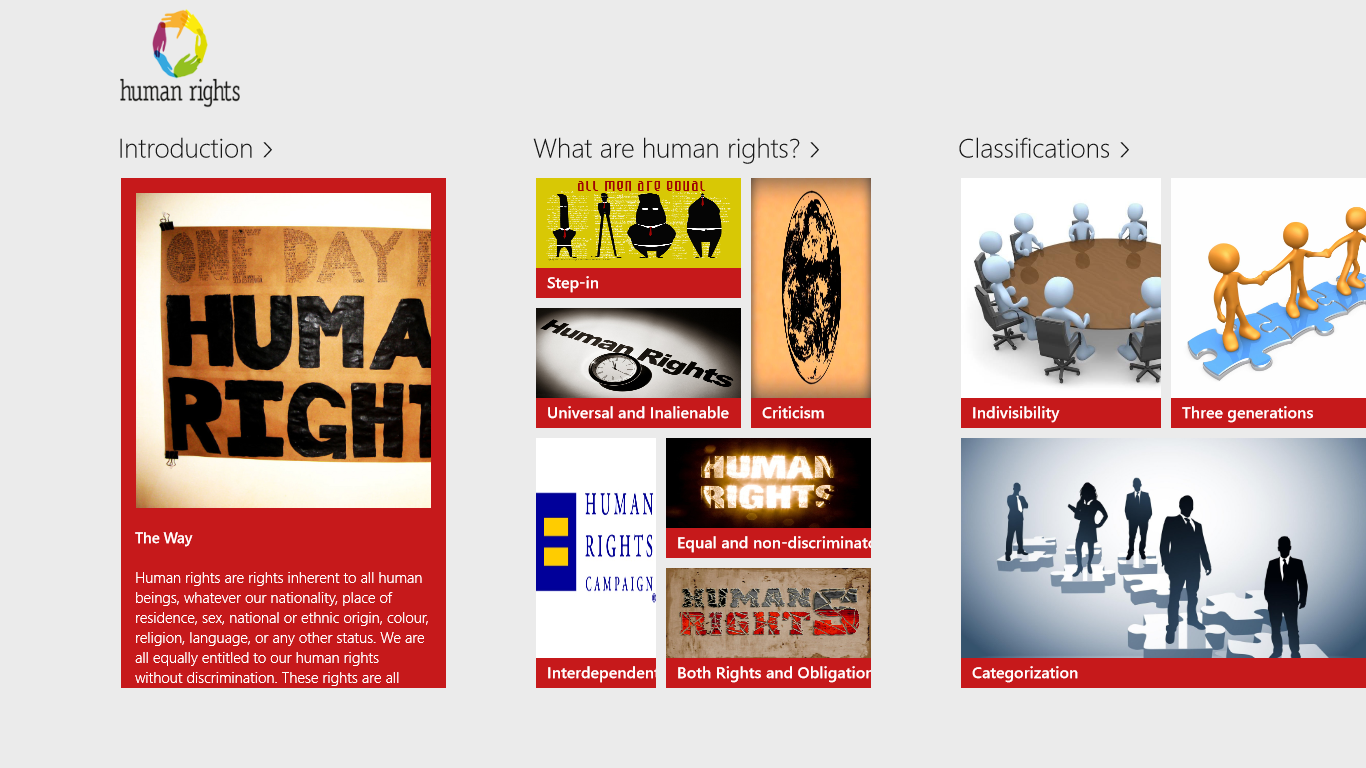 human rights
Introduction >
ONE DAY
HUMA
RIGHT
The Way
Human rights are rights inherent to all human
beings, whatever our nationality, place of
residence, sex, national or ethnic origin, colour,
religion, language, or any other status. We are
all equally entitled to our human rights
without discrimination. These rights are all
What are human rights? >
ALL MEN ARE EQUAL
Step-in
Human Rights
Universal and Inalienable
Criticism
HUMAN
RIGHTS
CAMPAIGN
®
Interdependent
HUMAN
RIGHTS
Equal and non-discriminato
HUMAN
RIGHTS
Both Rights and Obligation
Classifications >
Indivisibility
Three generations
Categorization